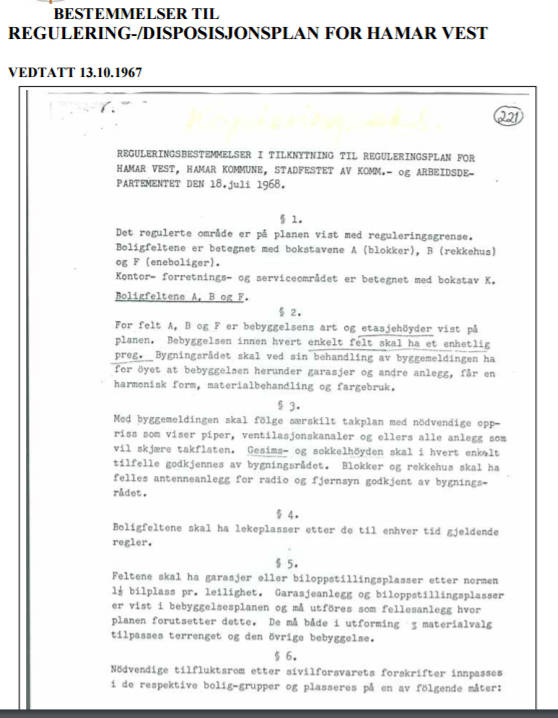 BESTEMMELSER TIL
REGULERING-/DISPOSISJONSPLAN FOR HAMAR VEST
VEDTATT 13.10.1967
221
REGULERINGSBESTEMMELSER I TILKNYTNING TIL REGULERINGSPLAN FOR
HAMAR VEST, HAMAR KOMMUNE, STADFESTET AV KOMM.- og ARBEIDSDE-
PARTEMENTET DEN 18.juli 1968.
§ 1.
Det regulerte område er på planen vist med reguleringsgrense.
Boligfeltene er betegnet med bokstavene A (blokker), B (rekkehus)
og F (eneboliger).
Kontor- forretnings- og serviceområdet er betegnet med bokstav K.
Boligfeltene A, B og F.
§ 2.
For felt A, B og F er bebyggelsens art og etasjehöyder vist på
planen. Bebyggelsen innen hvert enkelt felt skal ha et enhetlig
preg. Bygningsrådet skal ved sin behandling av byggemeldingen ha
for öyet at bebyggelsen herunder garasjer og andre anlegg, får en
harmonisk form, materialbehandling og fargebruk.
§ 3.
Med byggemeldingen skal fölge særskilt takplan med nödvendige opp-
riss som viser piper, ventilasjonskanaler og ellers alle anlegg som
vil skjære takflaten. Gesims- og sokkelhöyden skal i hvert enkelt
tilfelle godkjennes av bygningsrådet. Blokker og rekkehus skal ha
felles antenneanlegg for radio og fjernsyn godkjent av bygnings-
rådet.
§ 4.
Boligfeltene skal ha lekeplasser etter de til enhver tid gjeldende
regler.
§ 5.
Feltene skal ha garasjer eller biloppstillingsplasser etter normen
1½ bilplass pr. leilighet. Garasjeanlegg og biloppstillingsplasser
er vist i bebyggelsesplanen og må utföres som fellesanlegg hvor
planen forutsetter dette. De må både i utforming materialvalg
tilpasses terrenget og den övrige bebyggelse.
§ 6.
Nödvendige tilfluktsrom etter sivilforsvarets forskrifter innpasses
i de respektive bolig-grupper og plasseres på en av fölgende måter: